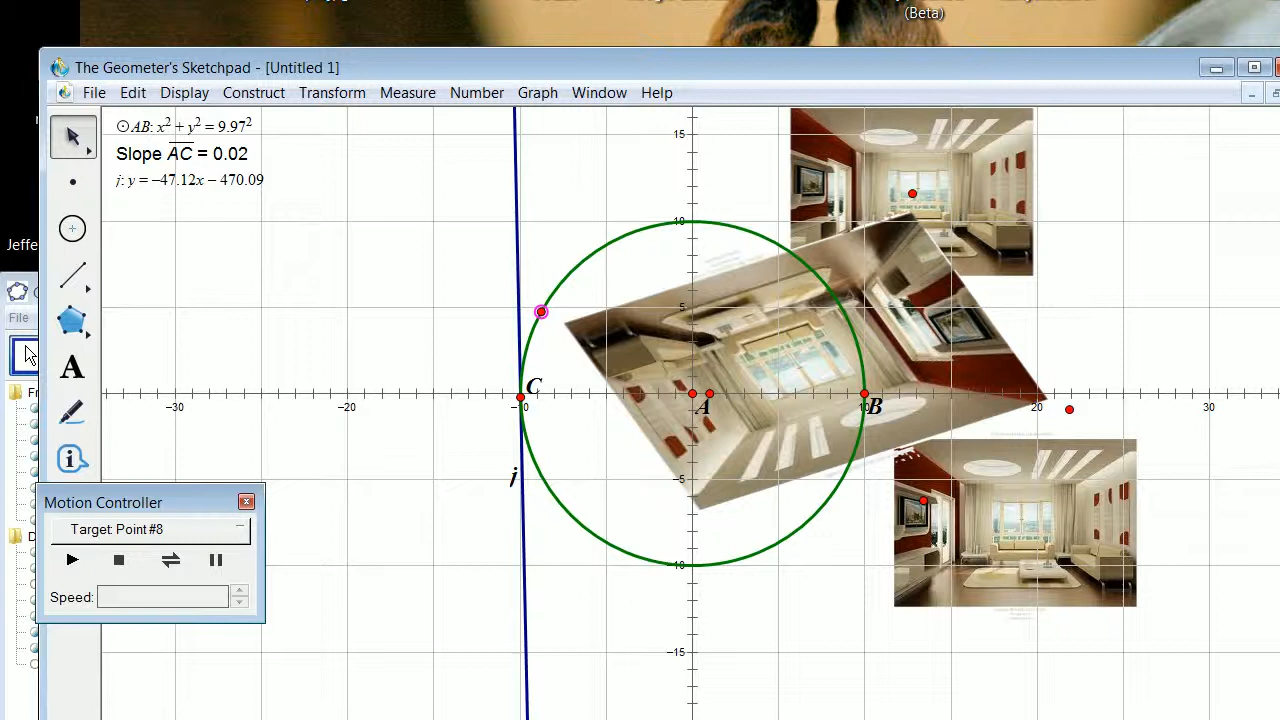 (Beta)
The Geometer's Sketchpad - [Untitled 1]
File Edit Display Construct Transform Measure Number Graph Window Help
⊙AB: x² + y² = 9.97²
Slope AC = 0.02
j: y = −47.12x − 470.09
Jeffe
File
Fr
D
A
i
15
10
5
−5
−10
−15
−30
−20
−10
10
20
30
C
A
B
j
Motion Controller
Target Point #8
Speed: